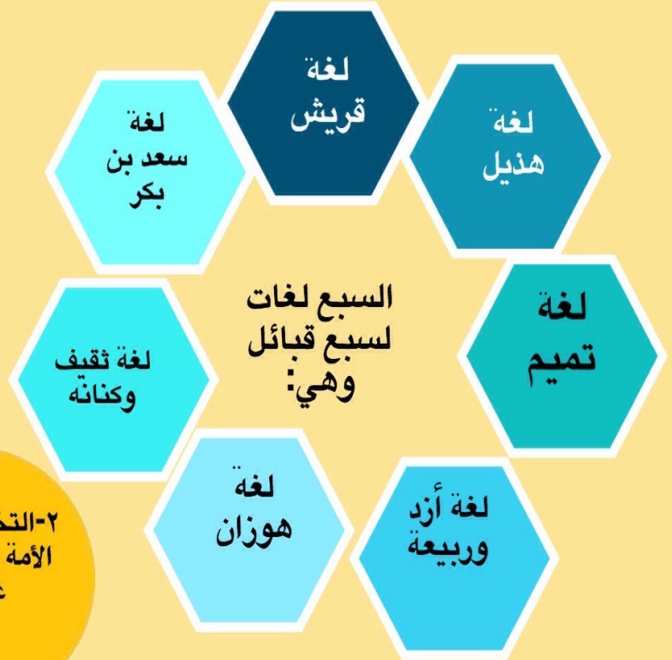 لغة
قريش
لغة
هذيل
لغة
تميم
لغة أزد
وربيعة
لغة
هوزان
لغة ثقيف
وكنانه
لغة
سعد بن
بكر
السبع لغات
لسبع قبائل
وهي:
الأمة